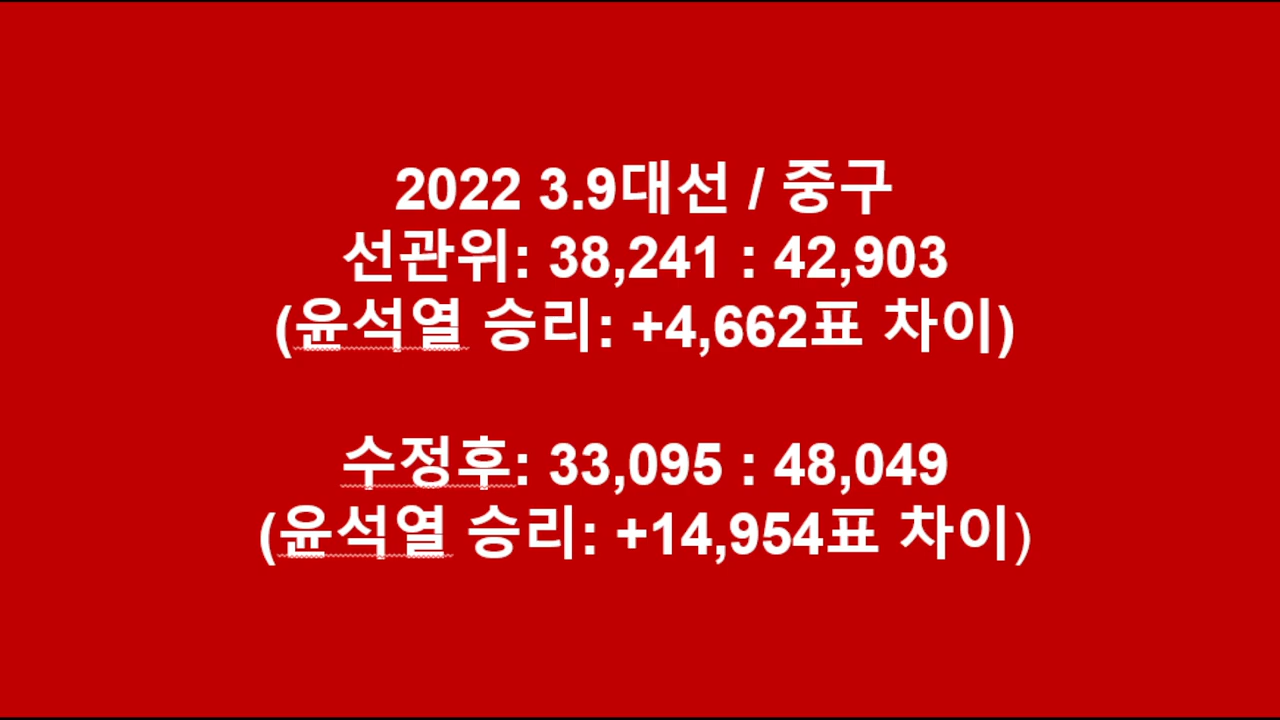 2022 3.9대선 / 중구
선관위: 38,241 : 42,903
(윤석열 승리: +4,662표 차이)
수정후: 33,095 : 48,049
(윤석열 승리: +14,954표 차이)